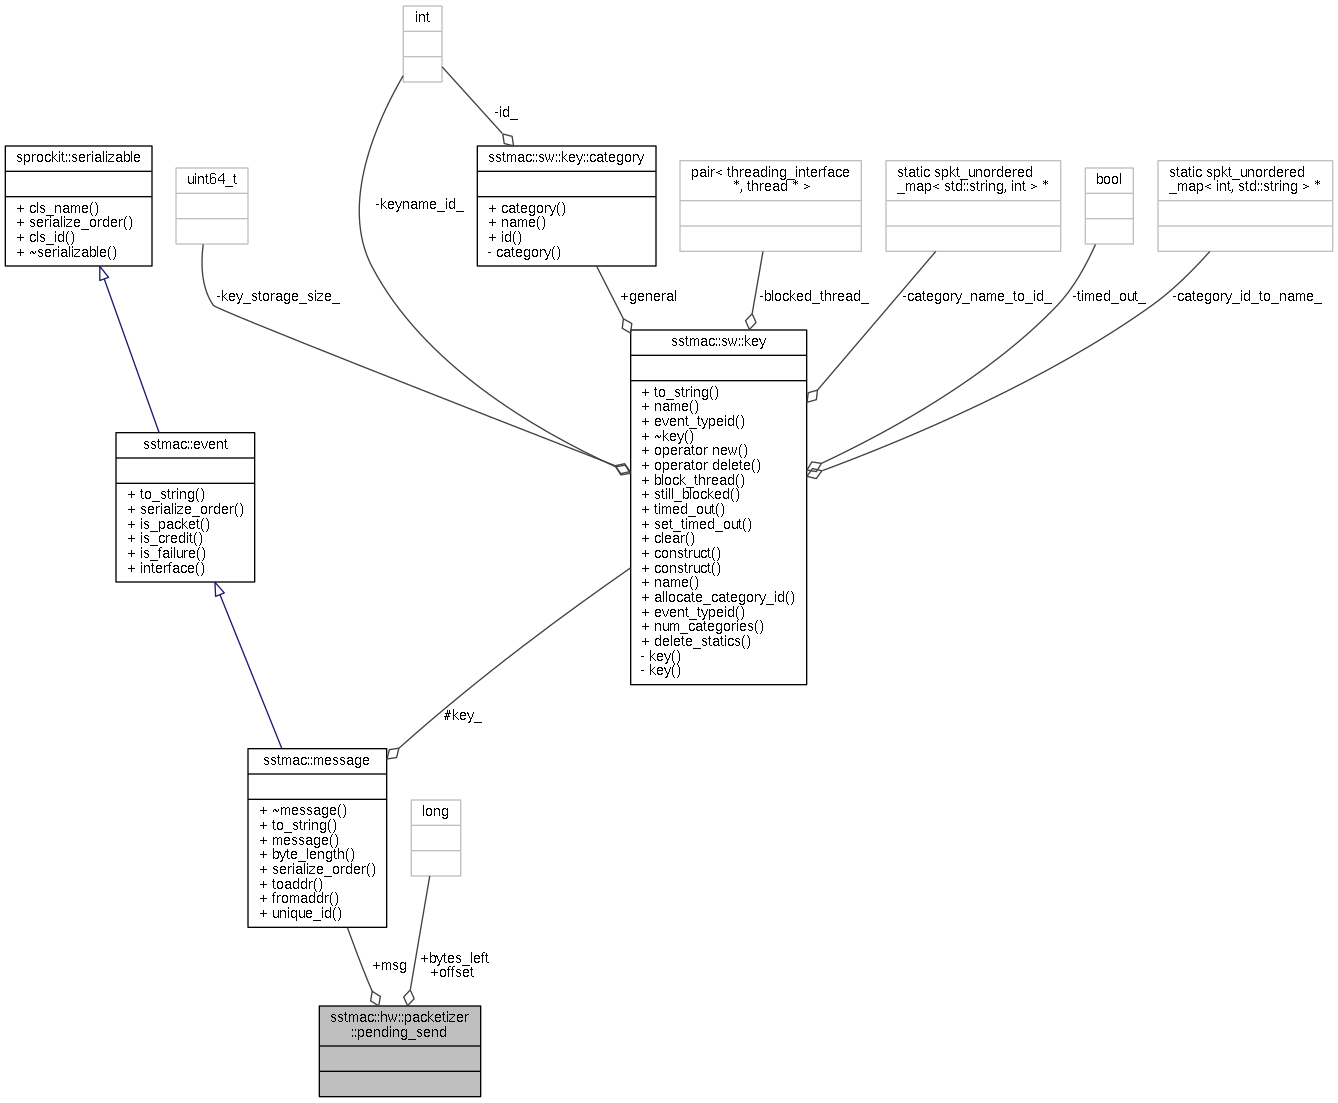 int
-id_
sprockit::serializable
+ cls_name()
+ serialize_order()
+ cls_id()
+ ~serializable()
uint64_t
-keyname_id_
sstmac::sw::key::category
+ category()
+ name()
+ id()
- category()
pair< threading_interface
*, thread * >
static spkt_unordered
_map< std::string, int > *
bool
static spkt_unordered
_map< int, std::string > *
-key_storage_size_
+general
-blocked_thread_
-category_name_to_id_
-timed_out_
-category_id_to_name_
sstmac::sw::key
+ to_string()
+ name()
+ event_typeid()
+ ~key()
+ operator new()
+ operator delete()
+ block_thread()
+ still_blocked()
+ timed_out()
+ set_timed_out()
+ clear()
+ construct()
+ construct()
+ name()
+ allocate_category_id()
+ event_typeid()
+ num_categories()
+ delete_statics()
- key()
- key()
sstmac::event
+ to_string()
+ serialize_order()
+ is_packet()
+ is_credit()
+ is_failure()
+ interface()
#key_
sstmac::message
+ ~message()
+ to_string()
+ message()
+ byte_length()
+ serialize_order()
+ toaddr()
+ fromaddr()
+ unique_id()
long
+msg
+bytes_left
+offset
sstmac::hw::packetizer
::pending_send